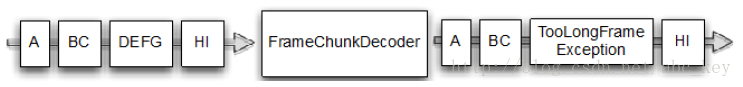 A
BC
DEFG
HI
FrameChunkDecoder
A
BC
TooLongFrame
Exception
HI